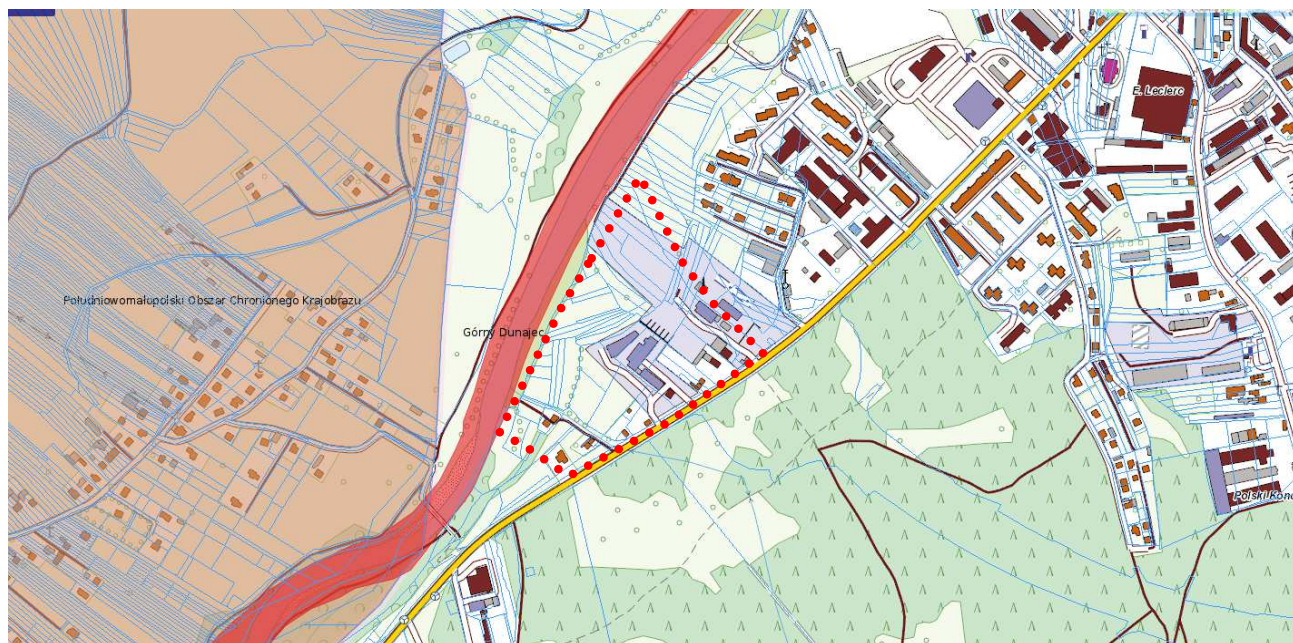 E. Leclerc
Południowomałopolski Obszar Chronionego Krajobrazu
Górny Dunajec
Polski Kon